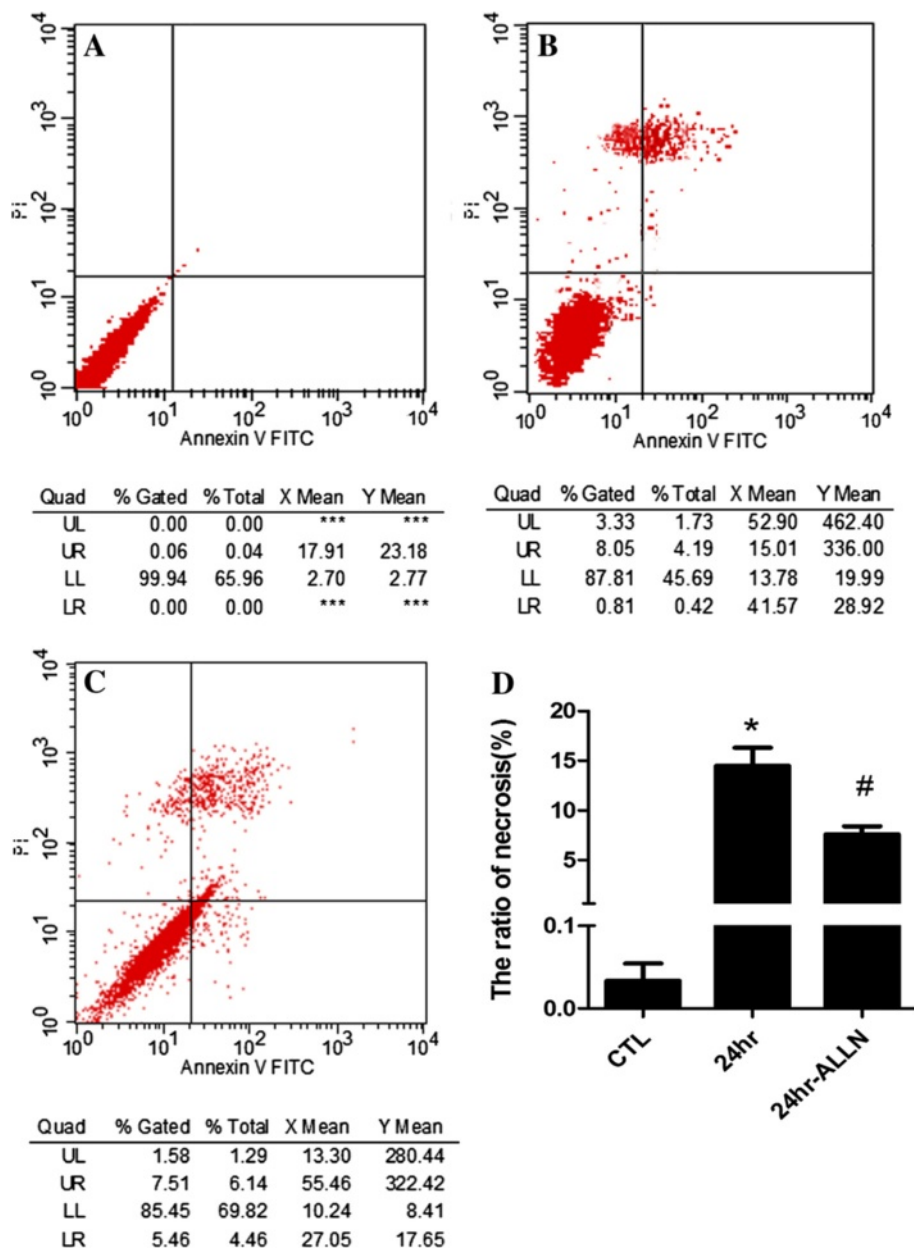 A
10^4
10^3
10^2
10^1
10^0
PI
10^0 10^1 10^2 10^3 10^4
Annexin V FITC
Quad % Gated % Total X Mean Y Mean
UL 0.00 0.00 *** ***
UR 0.06 0.04 17.91 23.18
LL 99.94 65.96 2.70 2.77
LR 0.00 0.00 *** ***
B
10^4
10^3
10^2
10^1
10^0
PI
10^0 10^1 10^2 10^3 10^4
Annexin V FITC
Quad % Gated % Total X Mean Y Mean
UL 3.33 1.73 52.90 462.40
UR 8.05 4.19 15.01 336.00
LL 87.81 45.69 13.78 19.99
LR 0.81 0.42 41.57 28.92
C
10^4
10^3
10^2
10^1
10^0
PI
10^0 10^1 10^2 10^3 10^4
Annexin V FITC
Quad % Gated % Total X Mean Y Mean
UL 1.58 1.29 13.30 280.44
UR 7.51 6.14 55.46 322.42
LL 85.45 69.82 10.24 8.41
LR 5.46 4.46 27.05 17.65
D
The ratio of necrosis(%)
20
15
10
5
0.1
0.0
*
#
CTL
24hr
24hr-ALLN